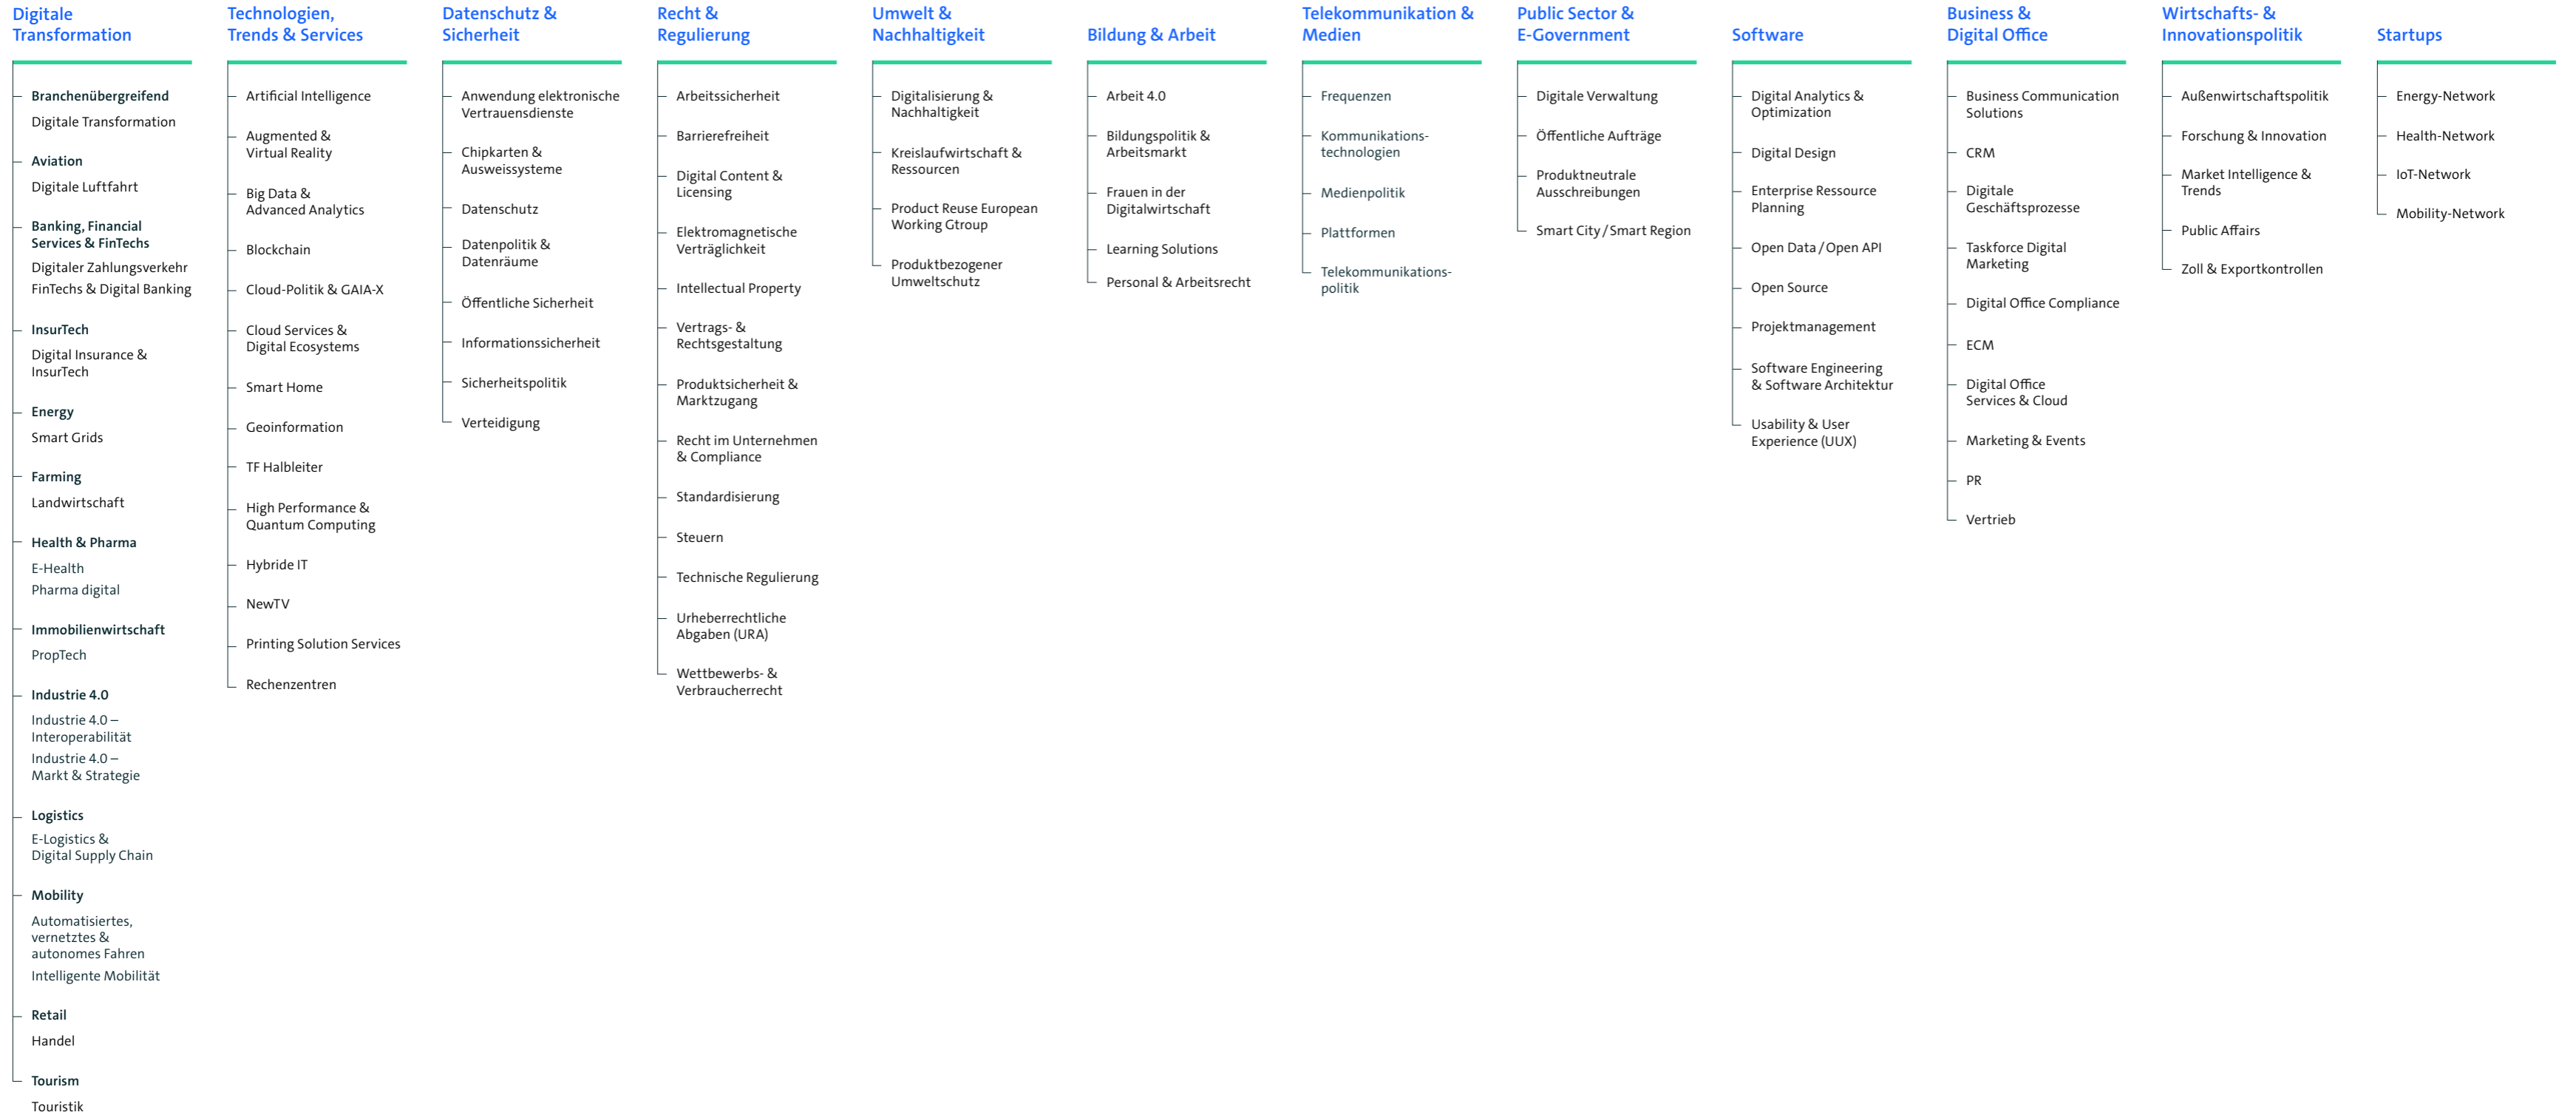 Digitale
Transformation
Branchenübergreifend
Digitale Transformation
Aviation
Digitale Luftfahrt
Banking, Financial
Services & FinTechs
Digitaler Zahlungsverkehr
FinTechs & Digital Banking
InsurTech
Digital Insurance &
InsurTech
Energy
Smart Grids
Farming
Landwirtschaft
Health & Pharma
E-Health
Pharma digital
Immobilienwirtschaft
PropTech
Industrie 4.0
Industrie 4.0 –
Interoperabilität
Industrie 4.0 –
Markt & Strategie
Logistics
E-Logistics &
Digital Supply Chain
Mobility
Automatisiertes,
vernetztes &
autonomes Fahren
Intelligente Mobilität
Retail
Handel
Tourism
Touristik
Technologien,
Trends & Services
Artificial Intelligence
Augmented &
Virtual Reality
Big Data &
Advanced Analytics
Blockchain
Cloud-Politik & GAIA-X
Cloud Services &
Digital Ecosystems
Smart Home
Geoinformation
TF Halbleiter
High Performance &
Quantum Computing
Hybride IT
NewTV
Printing Solution Services
Rechenzentren
Datenschutz &
Sicherheit
Anwendung elektronische
Vertrauensdienste
Chipkarten &
Ausweissysteme
Datenschutz
Datenpolitik &
Datenräume
Öffentliche Sicherheit
Informationssicherheit
Sicherheitspolitik
Verteidigung
Recht &
Regulierung
Arbeitssicherheit
Barrierefreiheit
Digital Content &
Licensing
Elektromagnetische
Verträglichkeit
Intellectual Property
Vertrags- &
Rechtsgestaltung
Produktsicherheit &
Marktzugang
Recht im Unternehmen
& Compliance
Standardisierung
Steuern
Technische Regulierung
Urheberrechtliche
Abgaben (URA)
Wettbewerbs- &
Verbraucherrecht
Umwelt &
Nachhaltigkeit
Digitalisierung &
Nachhaltigkeit
Kreislaufwirtschaft &
Ressourcen
Product Reuse European
Working Gtroup
Produktbezogener
Umweltschutz
Bildung & Arbeit
Arbeit 4.0
Bildungspolitik &
Arbeitsmarkt
Frauen in der
Digitalwirtschaft
Learning Solutions
Personal & Arbeitsrecht
Telekommunikation &
Medien
Frequenzen
Kommunikations-
technologien
Medienpolitik
Plattformen
Telekommunikations-
politik
Public Sector &
E-Government
Digitale Verwaltung
Öffentliche Aufträge
Produktneutrale
Ausschreibungen
Smart City / Smart Region
Software
Digital Analytics &
Optimization
Digital Design
Enterprise Ressource
Planning
Open Data / Open API
Open Source
Projektmanagement
Software Engineering
& Software Architektur
Usability & User
Experience (UUX)
Business &
Digital Office
Business Communication
Solutions
CRM
Digitale
Geschäftsprozesse
Taskforce Digital
Marketing
Digital Office Compliance
ECM
Digital Office
Services & Cloud
Marketing & Events
PR
Vertrieb
Wirtschafts- &
Innovationspolitik
Außenwirtschaftspolitik
Forschung & Innovation
Market Intelligence &
Trends
Public Affairs
Zoll & Exportkontrollen
Startups
Energy-Network
Health-Network
IoT-Network
Mobility-Network